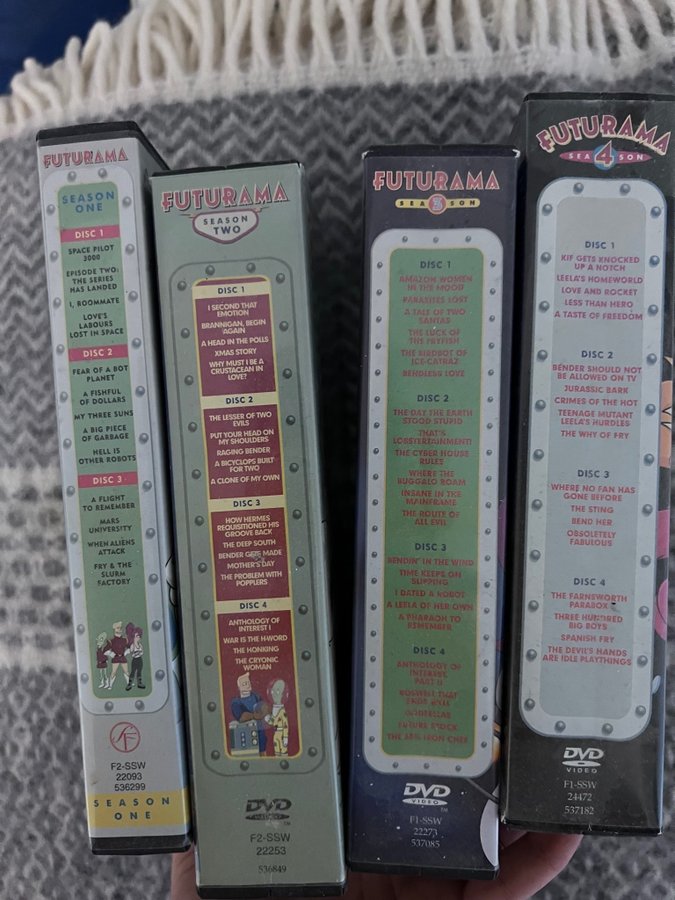 FUTURAMA
SEASON
ONE
DISC 1
SPACE PILOT
3000
EPISODE TWO:
THE SERIES
HAS LANDED
I, ROOMMATE
LOVE'S
LABOURS
LOST IN SPACE
DISC 2
FEAR OF A BOT
PLANET
A FISHFUL
OF DOLLARS
MY THREE SUNS
A BIG PIECE
OF GARBAGE
HELL IS
OTHER ROBOTS
DISC 3
A FLIGHT
TO REMEMBER
MARS
UNIVERSITY
WHEN ALIENS
ATTACK
FRY & THE
SLURM
FACTORY
F2-SSW
22093
536299
SEASON
ONE
FUTURAMA
SEASON
TWO
DISC 1
I SECOND THAT
EMOTION
BRANNIGAN, BEGIN
AGAIN
A HEAD IN THE POLLS
XMAS STORY
WHY MUST I BE A
CRUSTACEAN IN
LOVE?
DISC 2
THE LESSER OF TWO
EVILS
PUT YOUR HEAD ON
MY SHOULDERS
RAGING BENDER
A BICYCLOPS BUILT
FOR TWO
A CLONE OF MY OWN
DISC 3
HOW HERMES
REQUISITIONED HIS
GROOVE BACK
THE DEEP SOUTH
BENDER GETS MADE
MOTHER'S DAY
THE PROBLEM WITH
POPPLERS
DISC 4
ANTHOLOGY OF
INTEREST I
WAR IS THE H-WORD
THE HONKING
THE CRYONIC
WOMAN
DVD
VIDEO
F2-SSW
22253
536849
FUTURAMA
SEA 3 SON
DISC 1
AMAZON WOMEN
IN THE MOOD
PARASITES LOST
A TALE OF TWO
SANTAS
THE LUCK OF
THE FRYISH
THE BIRDBOT OF
ICE-CATRAZ
BENDLESS LOVE
DISC 2
THE DAY THE EARTH
STOOD STUPID
THAT'S
LOBSTERTAINMENT!
THE CYBER HOUSE
RULES
WHERE THE
BUGGALO ROAM
INSANE IN THE
MAINFRAME
THE ROUTE OF
ALL EVIL
DISC 3
BENDIN' IN THE WIND
TIME KEEPS ON
SLIPPING
I DATED A ROBOT
A LEELA OF HER OWN
A PHARAOH TO
REMEMBER
DISC 4
ANTHOLOGY OF
INTEREST
PART II
ROSWELL THAT
ENDS WELL
GODFELLAS
FUTURE STOCK
THE 30% IRON CHEF
DVD
VIDEO
F1-SSW
22273
537085
FUTURAMA
SEA 4 SON
DISC 1
KIF GETS KNOCKED
UP A NOTCH
LEELA'S HOMEWORLD
LOVE AND ROCKET
LESS THAN HERO
A TASTE OF FREEDOM
DISC 2
BENDER SHOULD NOT
BE ALLOWED ON TV
JURASSIC BARK
CRIMES OF THE HOT
TEENAGE MUTANT
LEELA'S HURDLES
THE WHY OF FRY
DISC 3
WHERE NO FAN HAS
GONE BEFORE
THE STING
BEND HER
OBSOLETELY
FABULOUS
DISC 4
THE FARNSWORTH
PARABOX
THREE HUNDRED
BIG BOYS
SPANISH FRY
THE DEVIL'S HANDS
ARE IDLE PLAYTHINGS
DVD
VIDEO
F1-SSW
24472
537182